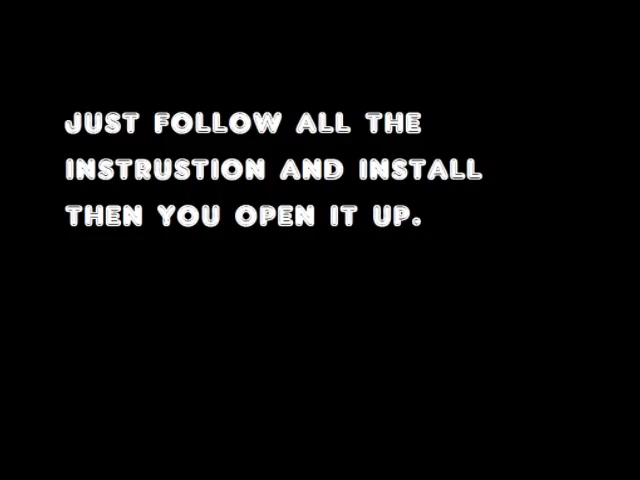 JUST FOLLOW ALL THE
INSTRUSTION AND INSTALL
THEN YOU OPEN IT UP.